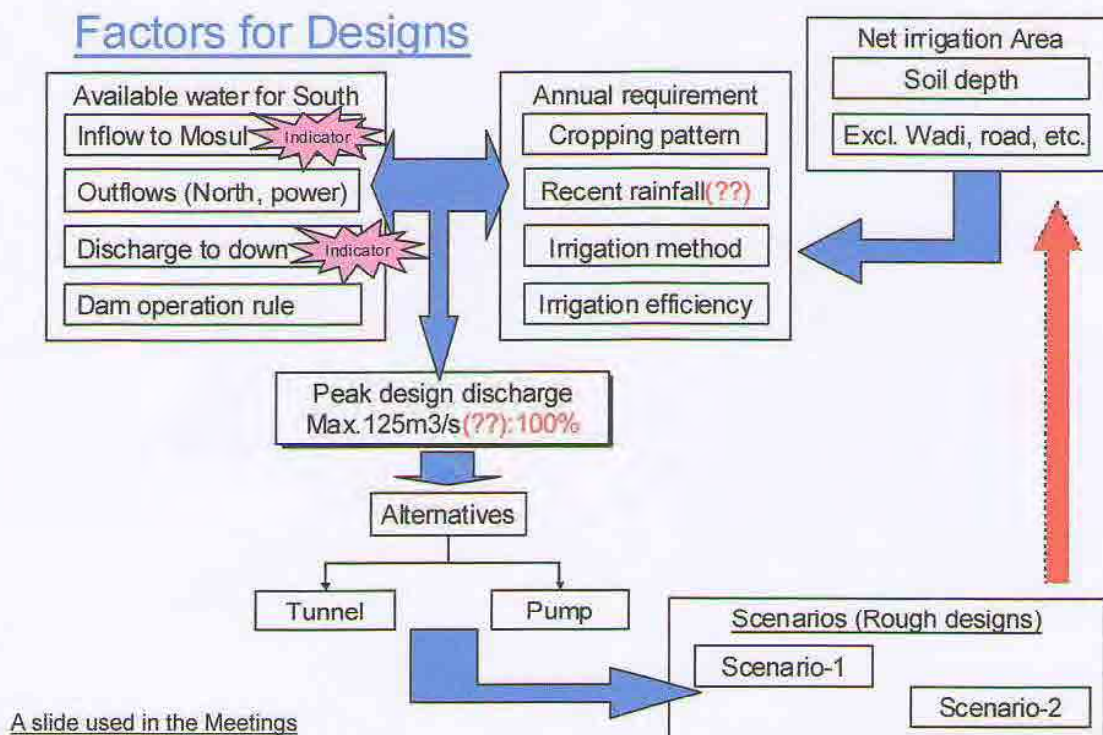 Factors for Designs
Available water for South
Inflow to Mosul
Indicator
Outflows (North, power)
Discharge to down
Indicator
Dam operation rule
Annual requirement
Cropping pattern
Recent rainfall(??)
Irrigation method
Irrigation efficiency
Net irrigation Area
Soil depth
Excl. Wadi, road, etc.
Peak design discharge
Max.125m3/s(??):100%
Alternatives
Tunnel
Pump
Scenarios (Rough designs)
Scenario-1
Scenario-2
A slide used in the Meetings